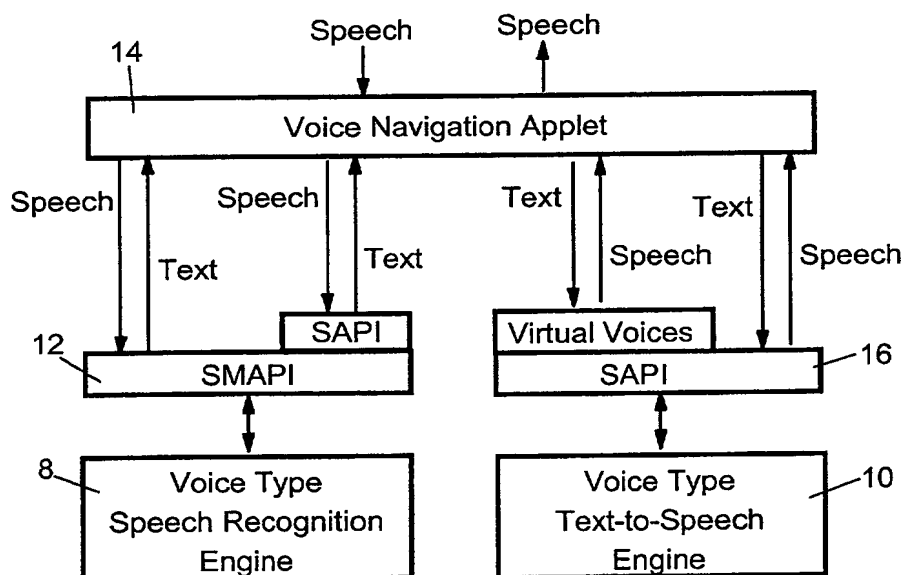 Speech
Speech
14
Voice Navigation Applet
Speech
Speech
Text
Text
Text
Text
Speech
Speech
SAPI
Virtual Voices
12
SMAPI
SAPI
16
8
Voice Type
Speech Recognition
Engine
Voice Type
Text-to-Speech
Engine
10